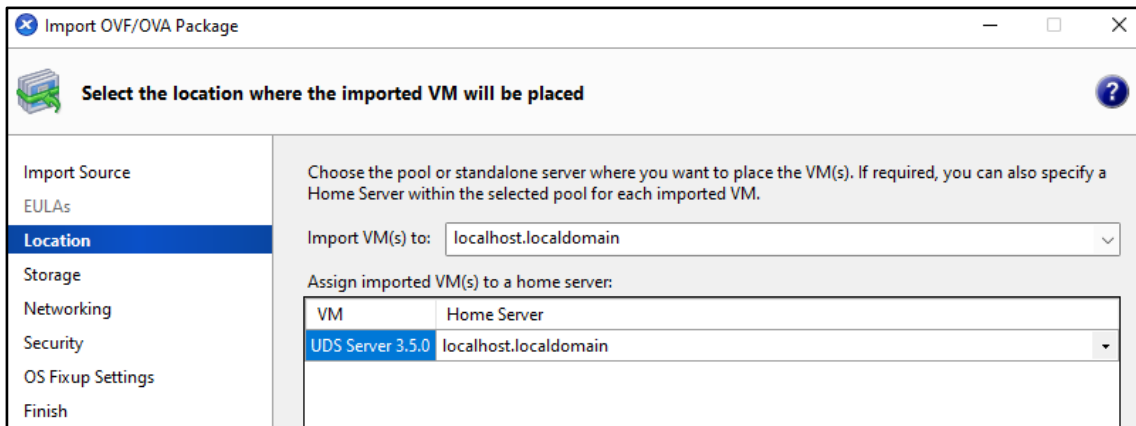 Import OVF/OVA Package
Select the location where the imported VM will be placed
Import Source
EULAs
Location
Storage
Networking
Security
OS Fixup Settings
Finish
Choose the pool or standalone server where you want to place the VM(s). If required, you can also specify a
Home Server within the selected pool for each imported VM.
Import VM(s) to: localhost.localdomain
Assign imported VM(s) to a home server:
VM Home Server
UDS Server 3.5.0 localhost.localdomain